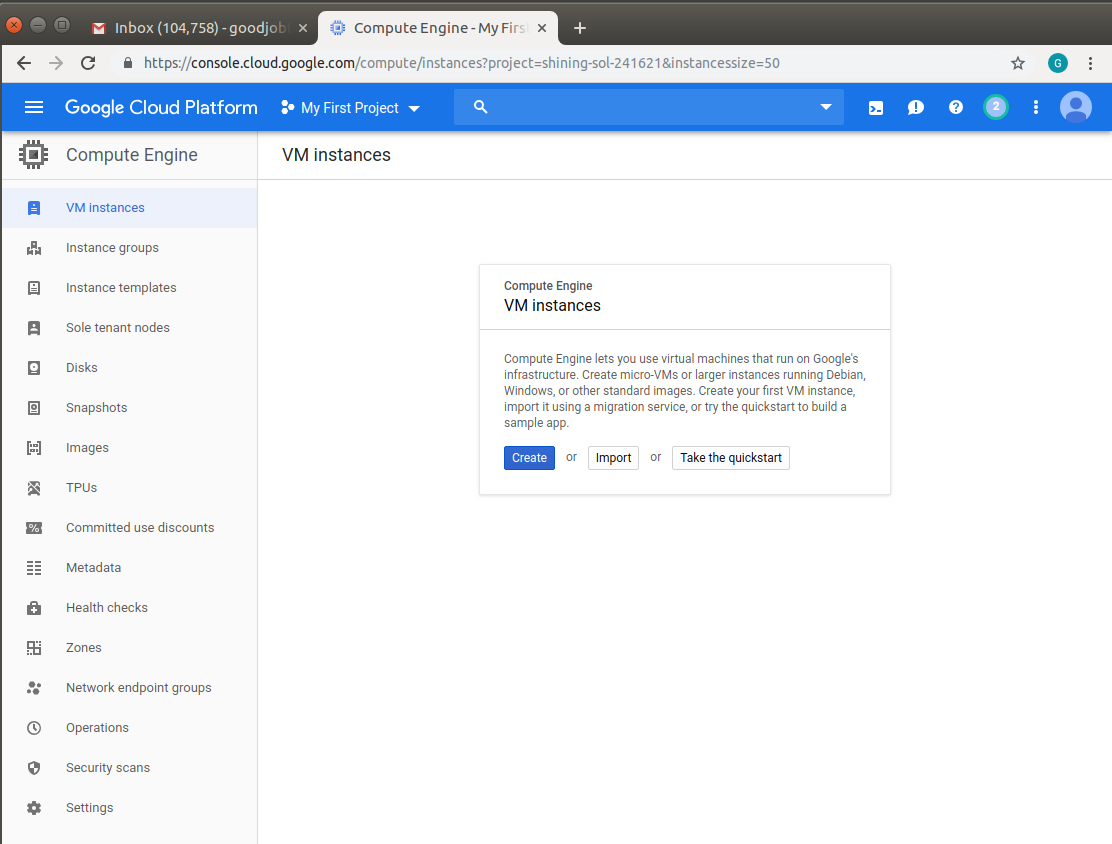 Inbox (104,758) - goodjob
Compute Engine - My First
https://console.cloud.google.com/compute/instances?project=shining-sol-241621&instancessize=50
G
Google Cloud Platform
My First Project
2
Compute Engine
VM instances
VM instances
Instance groups
Instance templates
Sole tenant nodes
Disks
Snapshots
Images
TPUs
Committed use discounts
Metadata
Health checks
Zones
Network endpoint groups
Operations
Security scans
Settings
Compute Engine
VM instances
Compute Engine lets you use virtual machines that run on Google's
infrastructure. Create micro-VMs or larger instances running Debian,
Windows, or other standard images. Create your first VM instance,
import it using a migration service, or try the quickstart to build a
sample app.
Create or Import or Take the quickstart